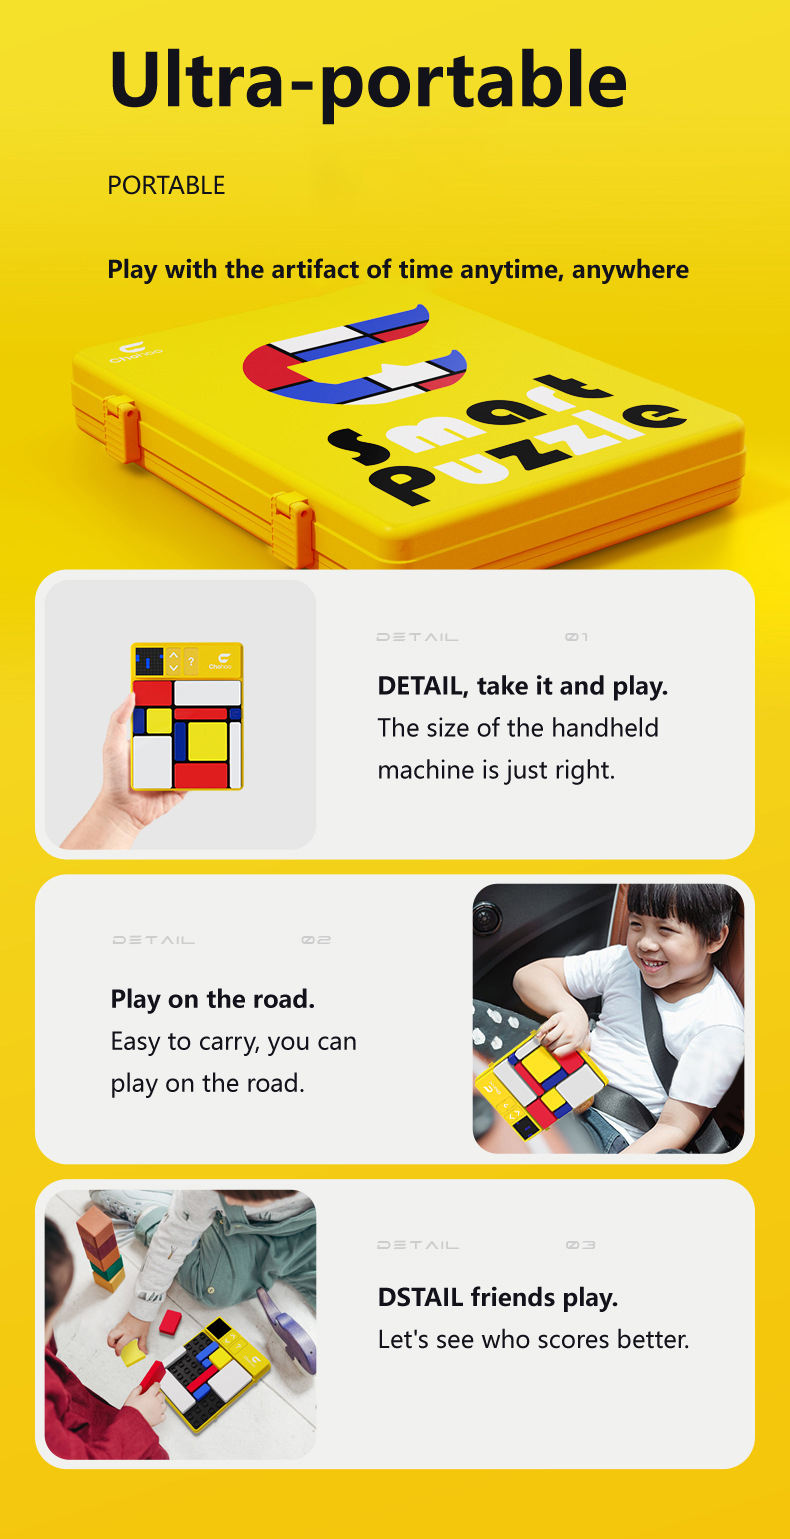 Ultra-portable
PORTABLE
Play with the artifact of time anytime, anywhere
Chohoo
smart
puzzle
DETAIL 01
?
Chohoo
DETAIL, take it and play.
The size of the handheld
machine is just right.
DETAIL 02
Play on the road.
Easy to carry, you can
play on the road.
DETAIL 03
DSTAIL friends play.
Let's see who scores better.